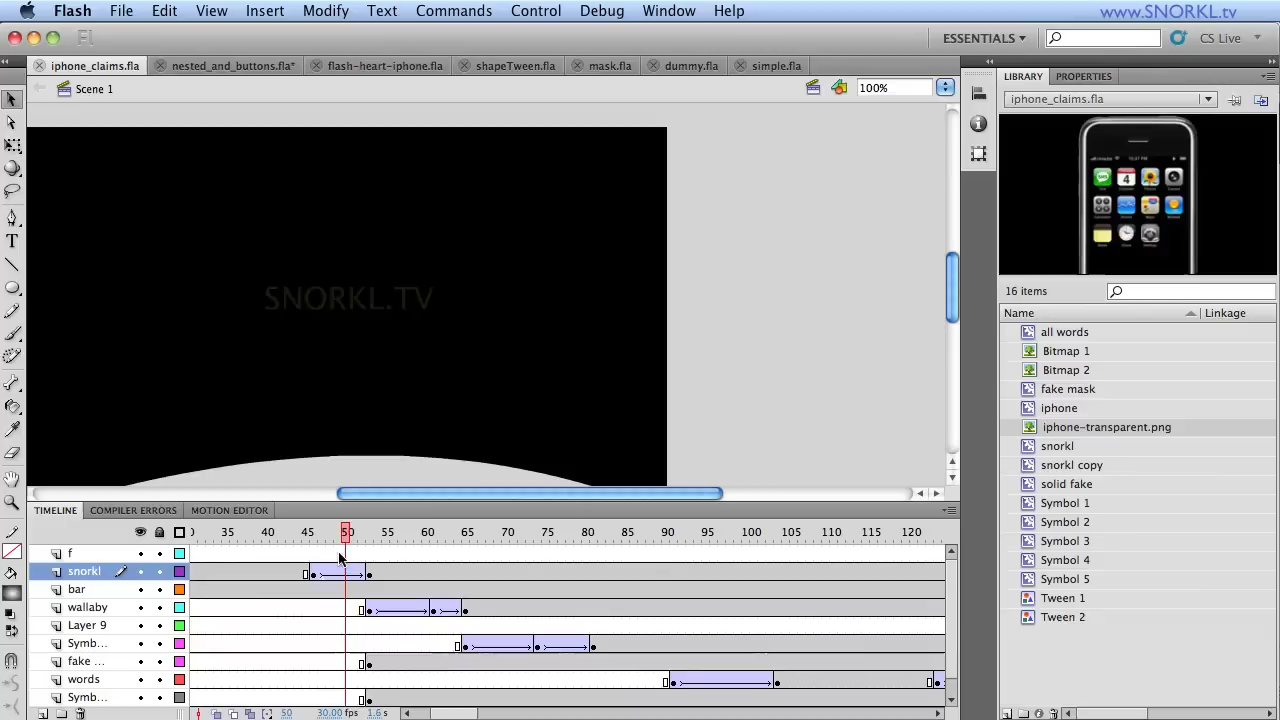 Flash File Edit View Insert Modify Text Commands Control Debug Window Help
www.SNORKL.tv
Fl ESSENTIALS CS Live
iphone_claims.fla nested_and_buttons.fla* flash-heart-iphone.fla shapeTween.fla mask.fla dummy.fla simple.fla
Scene 1 100%
SNORKL.TV
LIBRARY PROPERTIES
iphone_claims.fla
16 items
Name Linkage
all words
Bitmap 1
Bitmap 2
fake mask
iphone
iphone-transparent.png
snorkl
snorkl copy
solid fake
Symbol 1
Symbol 2
Symbol 3
Symbol 4
Symbol 5
Tween 1
Tween 2
TIMELINE COMPILER ERRORS MOTION EDITOR
35 45 50 55 60 65 70 75 80 85 90 95 100 105 110 115 120
f
snorkl
bar
wallaby
Layer 9
Symb...
fake ...
words
Symb...
50 30.00 fps 1.6 s